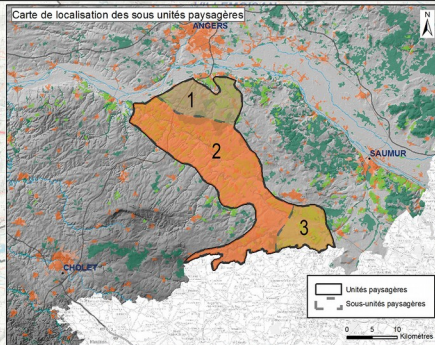 Carte de localisation des sous unités paysagères
N
ANGERS
1
2
SAUMUR
3
CHOLET
Unités paysagères
Sous-unités paysagères
0 5 10
Kilomètres